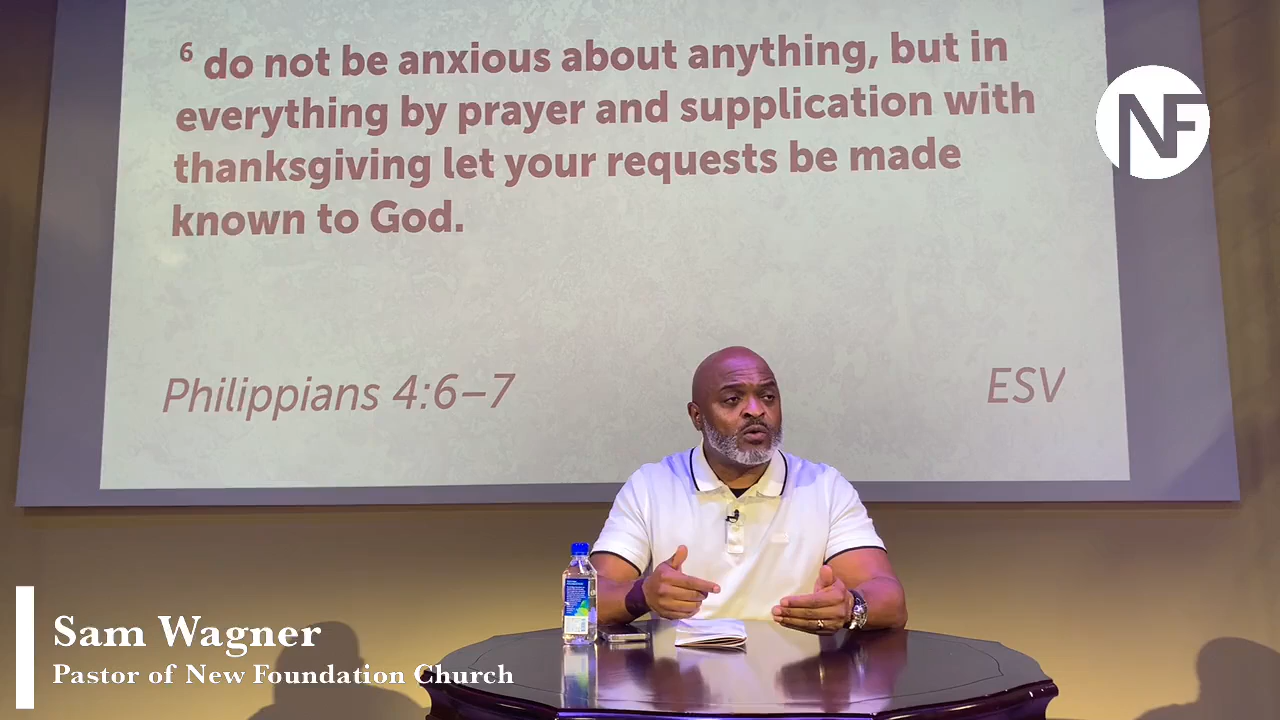 6 do not be anxious about anything, but in
everything by prayer and supplication with
thanksgiving let your requests be made
known to God.
Philippians 4:6–7
ESV
NF
Sam Wagner
Pastor of New Foundation Church